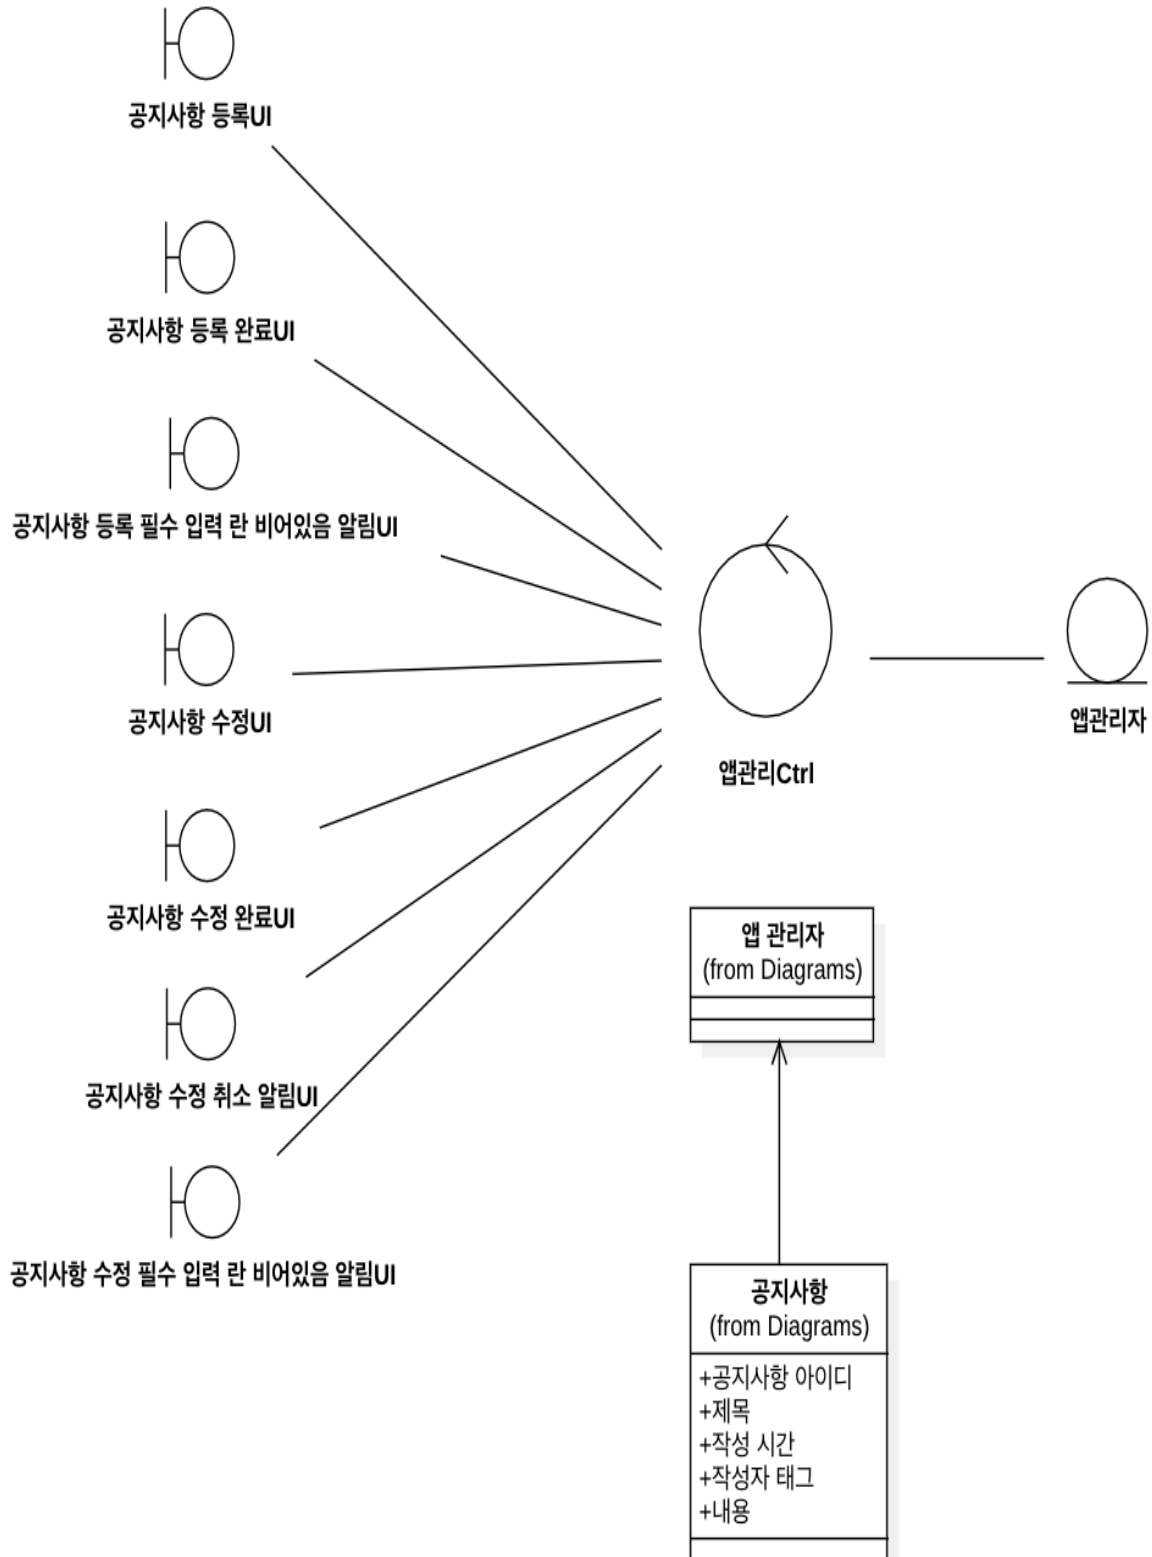 공지사항 등록UI
공지사항 등록 완료UI
공지사항 등록 필수 입력 란 비어있음 알림UI
공지사항 수정UI
공지사항 수정 완료UI
공지사항 수정 취소 알림UI
공지사항 수정 필수 입력 란 비어있음 알림UI
앱관리Ctrl
앱관리자
앱 관리자
(from Diagrams)
공지사항
(from Diagrams)
+공지사항 아이디
+제목
+작성 시간
+작성자 태그
+내용